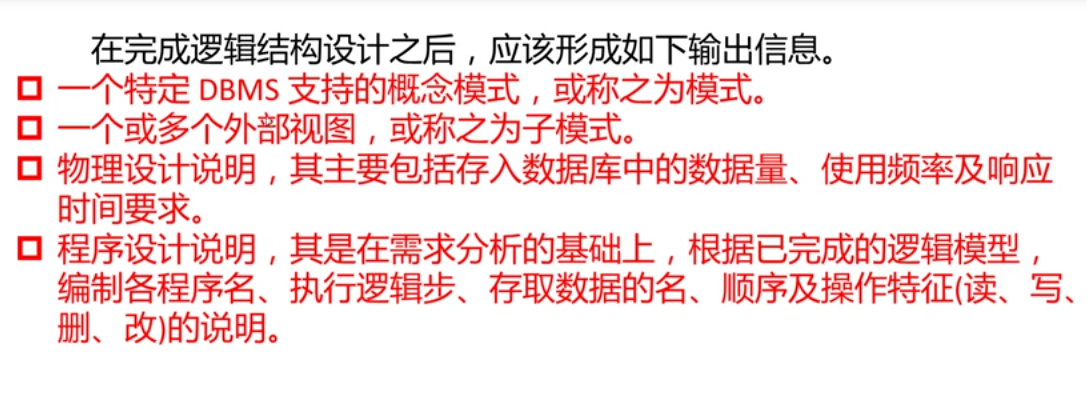 在完成逻辑结构设计之后，应该形成如下输出信息。
一个特定 DBMS 支持的概念模式，或称之为模式。
一个或多个外部视图，或称之为子模式。
物理设计说明，其主要包括存入数据库中的数据量、使用频率及响应
时间要求。
程序设计说明，其是在需求分析的基础上，根据已完成的逻辑模型，
编制各程序名、执行逻辑步、存取数据的名、顺序及操作特征(读、写、
删、改)的说明。